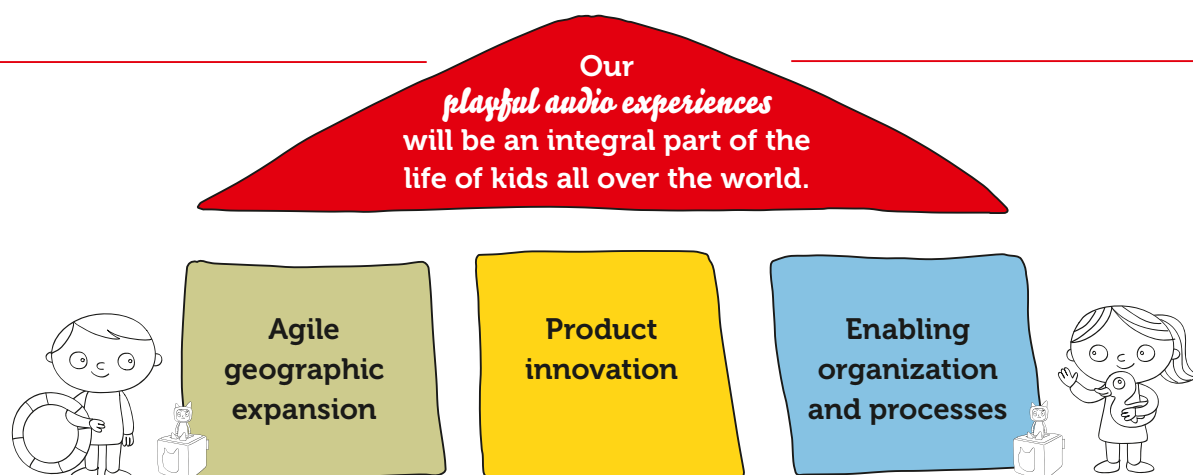 Our
playful audio experiences
will be an integral part of the
life of kids all over the world.
Agile
geographic
expansion
Product
innovation
Enabling
organization
and processes